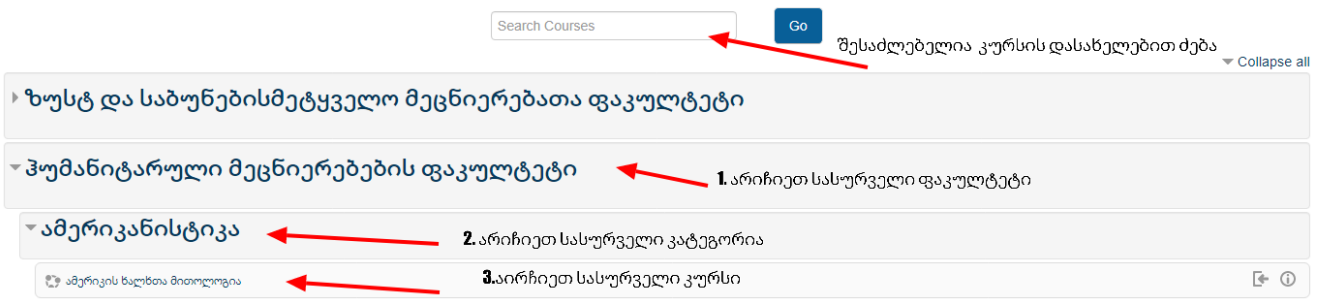 Search Courses
Go
შესაძლებელია კურსის დასახელებით ძება
Collapse all
ზუსტ და საბუნებისმეტყველო მეცნიერებათა ფაკულტეტი
ჰუმანიტარული მეცნიერებების ფაკულტეტი
1. არიჩიეთ სასურველი ფაკულტეტი
ამერიკანისტიკა
2. არიჩიეთ სასურველი კატეგორია
ამერიკის ხალხთა მითოლოგია
3.აირჩიეთ სასურველი კურსი